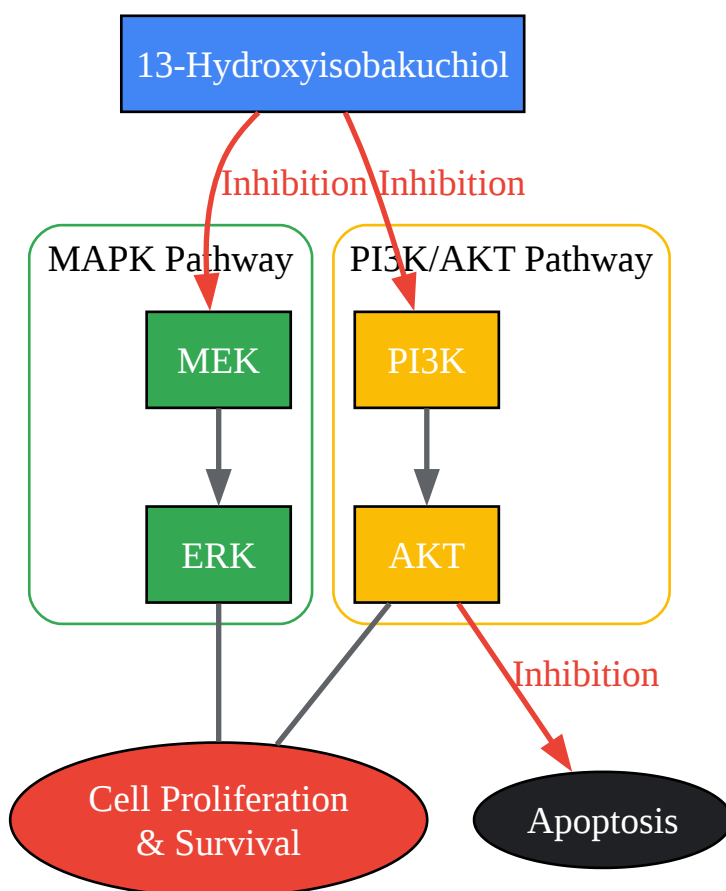 13-Hydroxyisobakuchiol
Inhibition
Inhibition
MAPK Pathway
PI3K/AKT Pathway
MEK
PI3K
ERK
AKT
Inhibition
Cell Proliferation
& Survival
Apoptosis